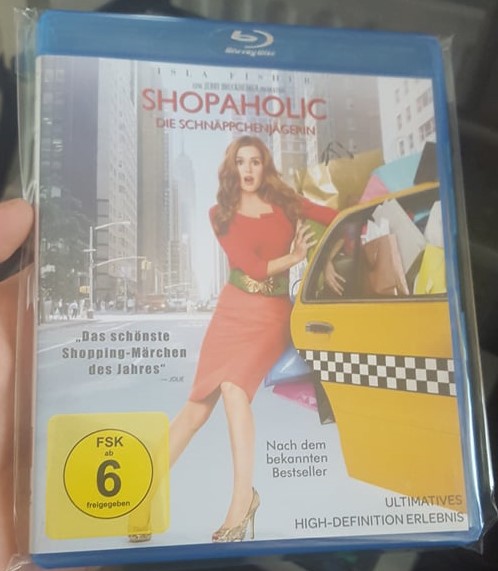 Blu-ray Disc
ISLA FISHER
SHOPAHOLIC
DIE SCHNÄPPCHENJÄGERIN
„Das schönste
Shopping-Märchen
des Jahres“
— JOLIE
FSK
ab
6
freigegeben
Nach dem
bekannten
Bestseller
ULTIMATIVES
HIGH-DEFINITION ERLEBNIS